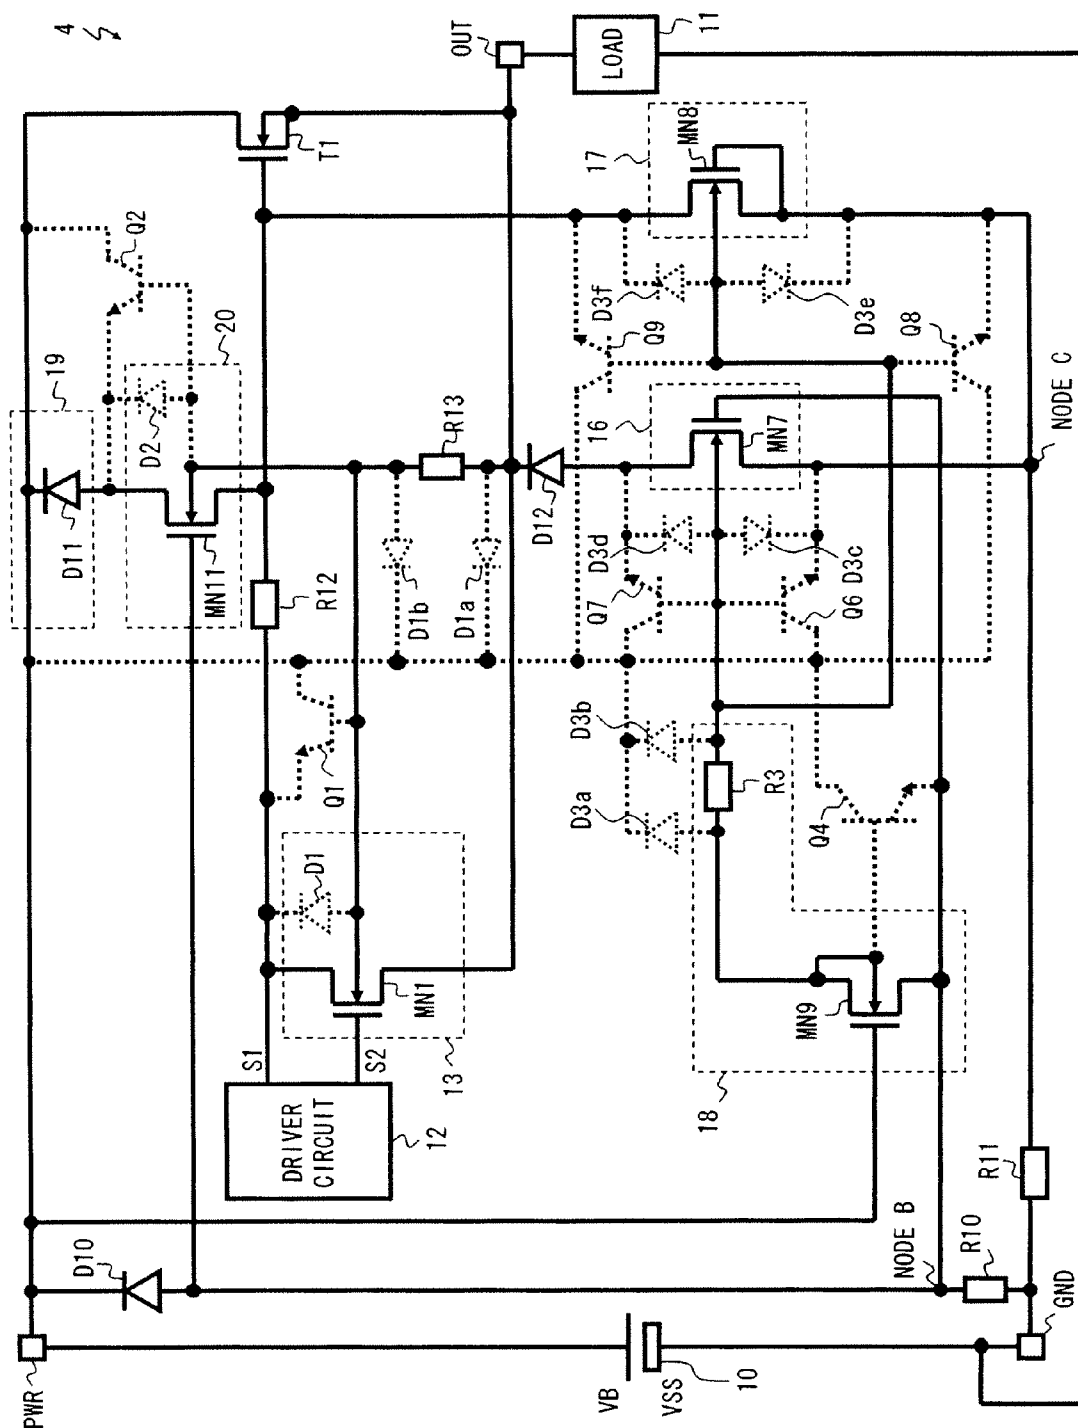 4
PWR
D10
VB
VSS
10
GND
R10
NODE B
R11
DRIVER
CIRCUIT
12
S1
S2
13
MN1
D1
Q1
R12
D1b
D1a
R13
D11
19
MN11
D2
20
Q2
T1
OUT
LOAD
11
D12
18
MN9
Q4
R3
D3a
D3b
Q7
Q6
D3d
D3c
16
MN7
Q9
Q8
D3f
D3e
17
MN8
NODE C